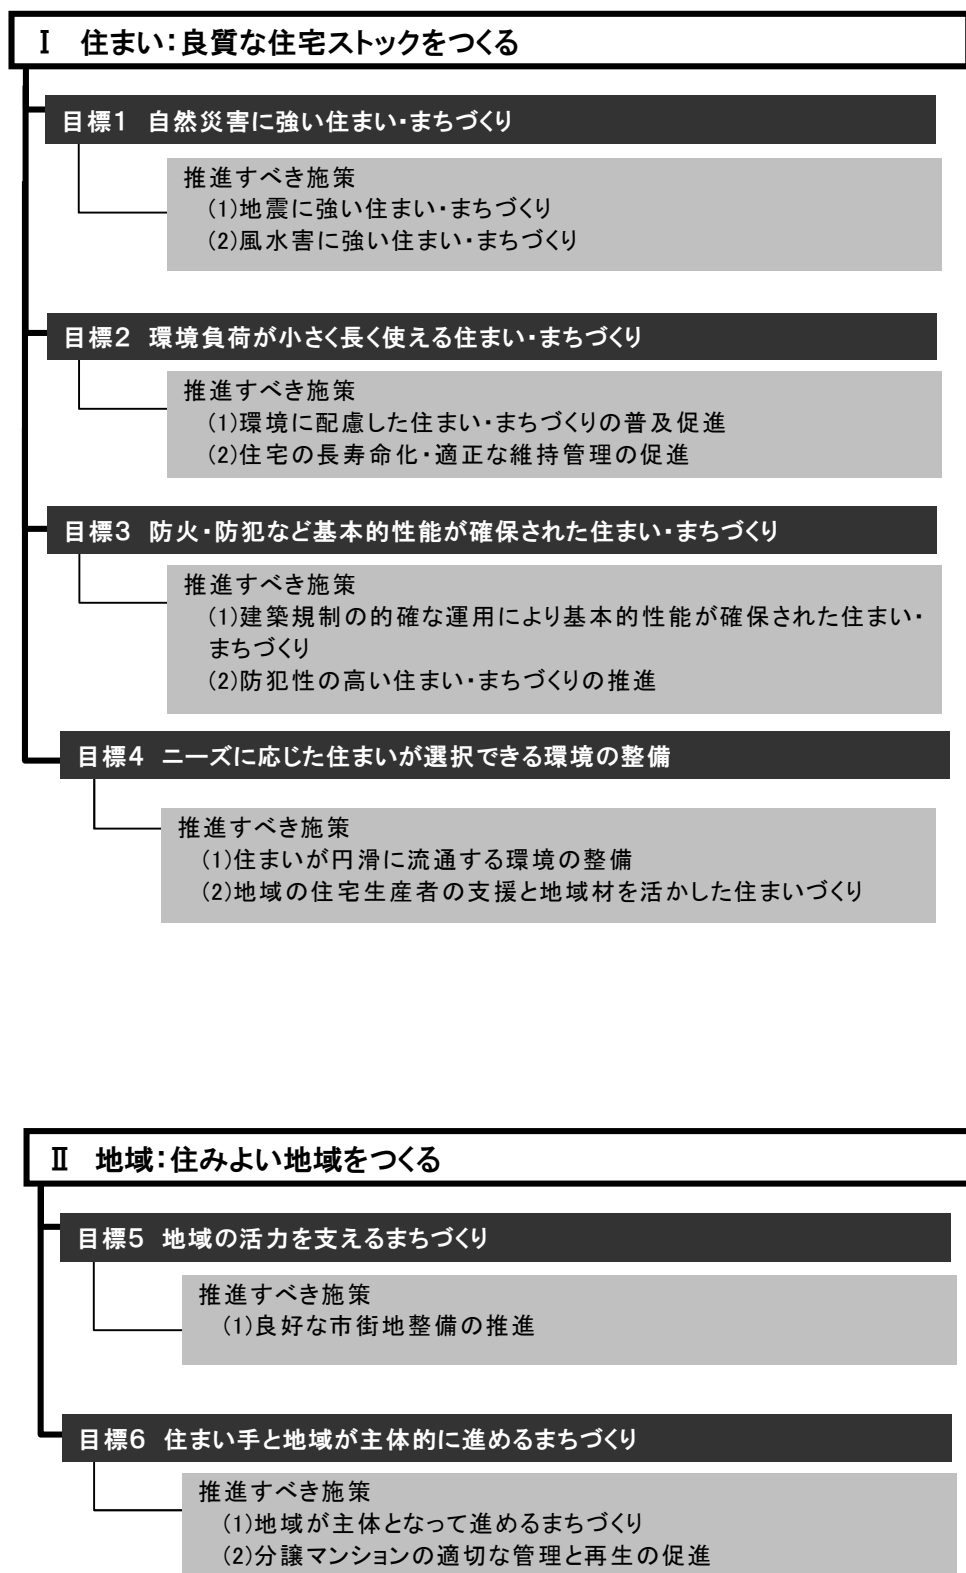 Ⅰ　住まい：良質な住宅ストックをつくる
目標１　自然災害に強い住まい・まちづくり
推進すべき施策
(1)地震に強い住まい・まちづくり
(2)風水害に強い住まい・まちづくり
目標２　環境負荷が小さく長く使える住まい・まちづくり
推進すべき施策
(1)環境に配慮した住まい・まちづくりの普及促進
(2)住宅の長寿命化・適正な維持管理の促進
目標３　防火・防犯など基本的性能が確保された住まい・まちづくり
推進すべき施策
(1)建築規制の的確な運用により基本的性能が確保された住まい・
まちづくり
(2)防犯性の高い住まい・まちづくりの推進
目標４　ニーズに応じた住まいが選択できる環境の整備
推進すべき施策
(1)住まいが円滑に流通する環境の整備
(2)地域の住宅生産者の支援と地域材を活かした住まいづくり
Ⅱ　地域：住みよい地域をつくる
目標５　地域の活力を支えるまちづくり
推進すべき施策
(1)良好な市街地整備の推進
目標６　住まい手と地域が主体的に進めるまちづくり
推進すべき施策
(1)地域が主体となって進めるまちづくり
(2)分譲マンションの適切な管理と再生の促進